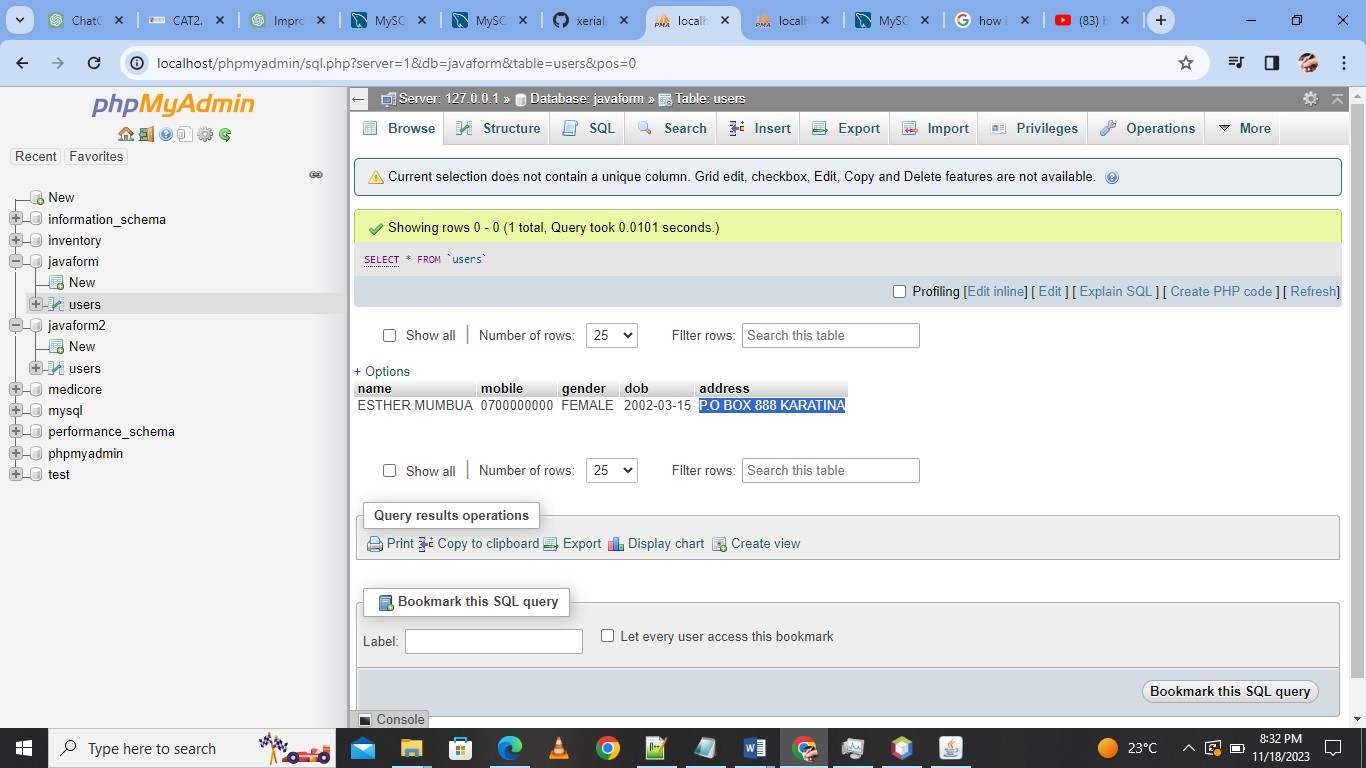 ChatG
CAT2.
Impro
MySC
MySC
xerial
localh
localh
MySC
how i
(83) h
localhost/phpmyadmin/sql.php?server=1&db=javaform&table=users&pos=0
phpMyAdmin
Recent
Favorites
New
information_schema
inventory
javaform
New
users
javaform2
New
users
medicore
mysql
performance_schema
phpmyadmin
test
Server: 127.0.0.1 » Database: javaform » Table: users
Browse Structure SQL Search Insert Export Import Privileges Operations More
Current selection does not contain a unique column. Grid edit, checkbox, Edit, Copy and Delete features are not available.
Showing rows 0 - 0 (1 total, Query took 0.0101 seconds.)
SELECT * FROM `users`
Profiling [Edit inline] [ Edit ] [ Explain SQL ] [ Create PHP code ] [ Refresh]
Show all | Number of rows: 25 Filter rows: Search this table
+ Options
name mobile gender dob address
ESTHER MUMBUA 0700000000 FEMALE 2002-03-15 P.O BOX 888 KARATINA
Show all | Number of rows: 25 Filter rows: Search this table
Query results operations
Print Copy to clipboard Export Display chart Create view
Bookmark this SQL query
Label: Let every user access this bookmark
Bookmark this SQL query
Console
Type here to search
23°C
8:32 PM
11/18/2023